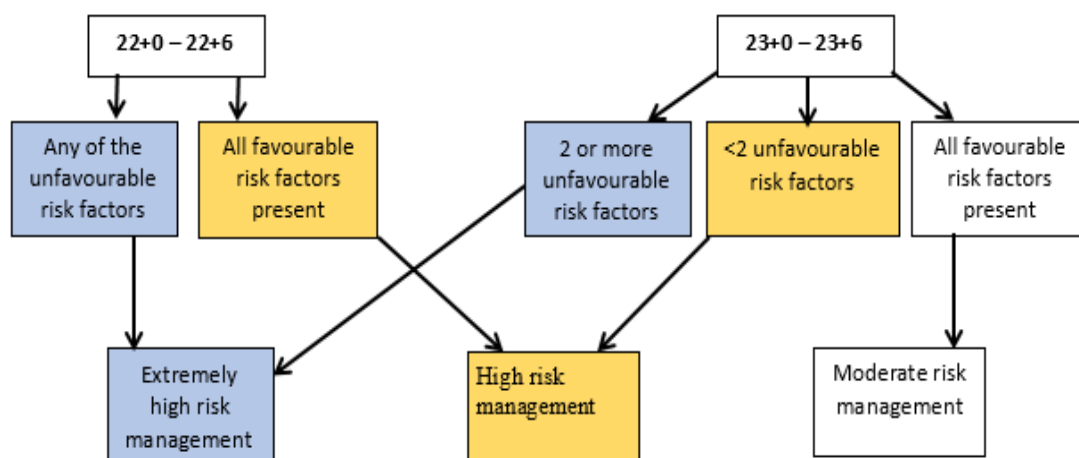 22+0 – 22+6
23+0 – 23+6
Any of the
unfavourable
risk factors
All favourable
risk factors
present
2 or more
unfavourable
risk factors
<2 unfavourable
risk factors
All favourable
risk factors
present
Extremely
high risk
management
High risk
management
Moderate risk
management